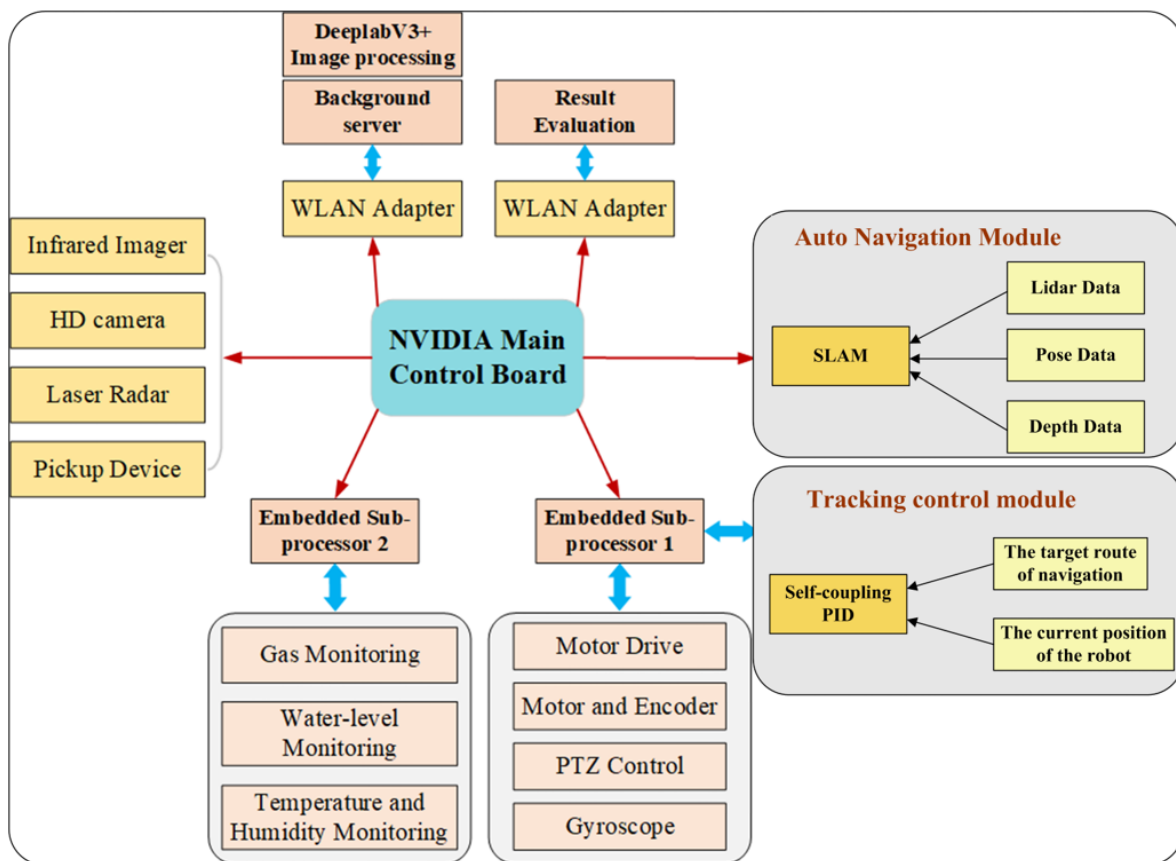 DeeplabV3+
Image processing
Background
server
Result
Evaluation
WLAN Adapter
WLAN Adapter
Infrared Imager
HD camera
Laser Radar
Pickup Device
NVIDIA Main
Control Board
Auto Navigation Module
SLAM
Lidar Data
Pose Data
Depth Data
Embedded Sub-
processor 2
Embedded Sub-
processor 1
Tracking control module
Self-coupling
PID
The target route
of navigation
The current position
of the robot
Gas Monitoring
Water-level
Monitoring
Temperature and
Humidity Monitoring
Motor Drive
Motor and Encoder
PTZ Control
Gyroscope